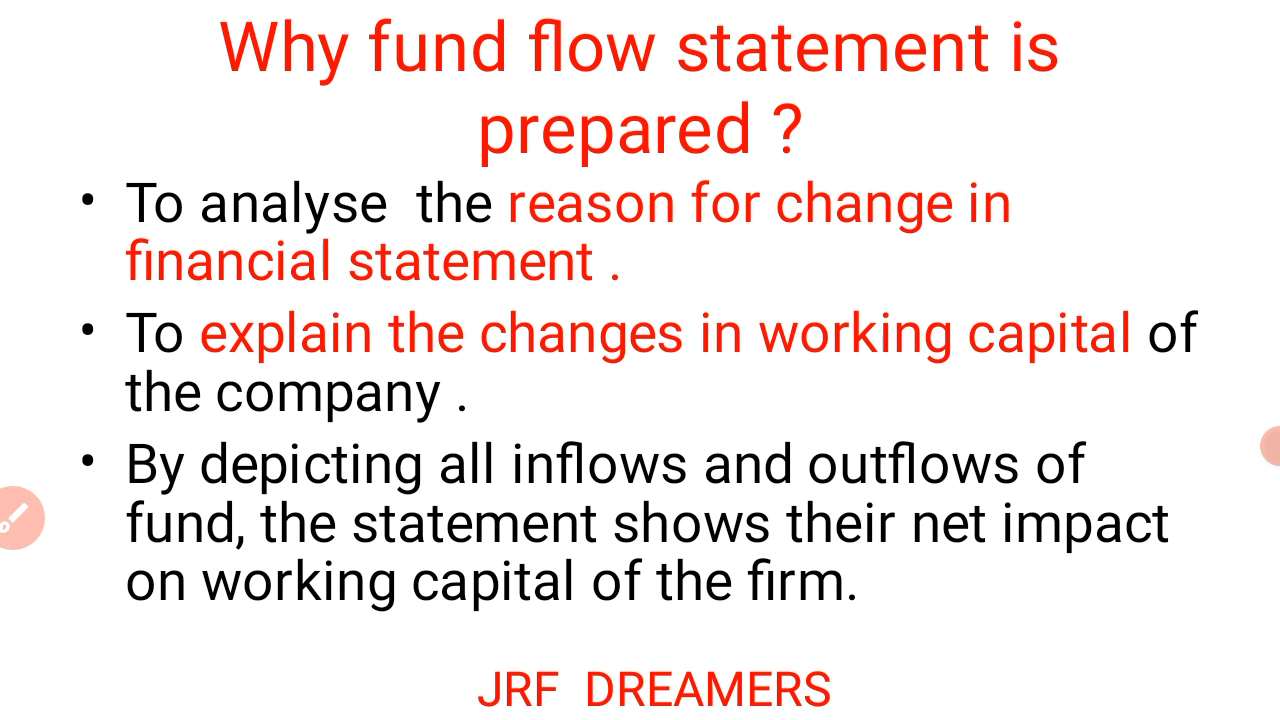 Why fund flow statement is
prepared ?
• To analyse  the reason for change in
financial statement .
• To explain the changes in working capital of
the company .
• By depicting all inflows and outflows of
fund, the statement shows their net impact
on working capital of the firm.
JRF  DREAMERS